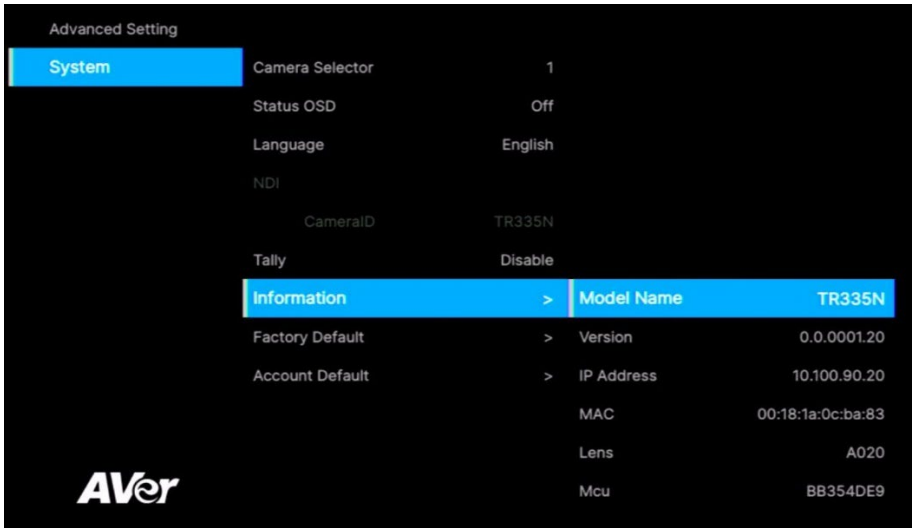 Advanced Setting
System
Camera Selector 1
Status OSD Off
Language English
NDI
CameraID TR335N
Tally Disable
Information > Model Name TR335N
Factory Default > Version 0.0.0001.20
Account Default > IP Address 10.100.90.20
MAC 00:18:1a:0c:ba:83
Lens A020
Mcu BB354DE9
AVer